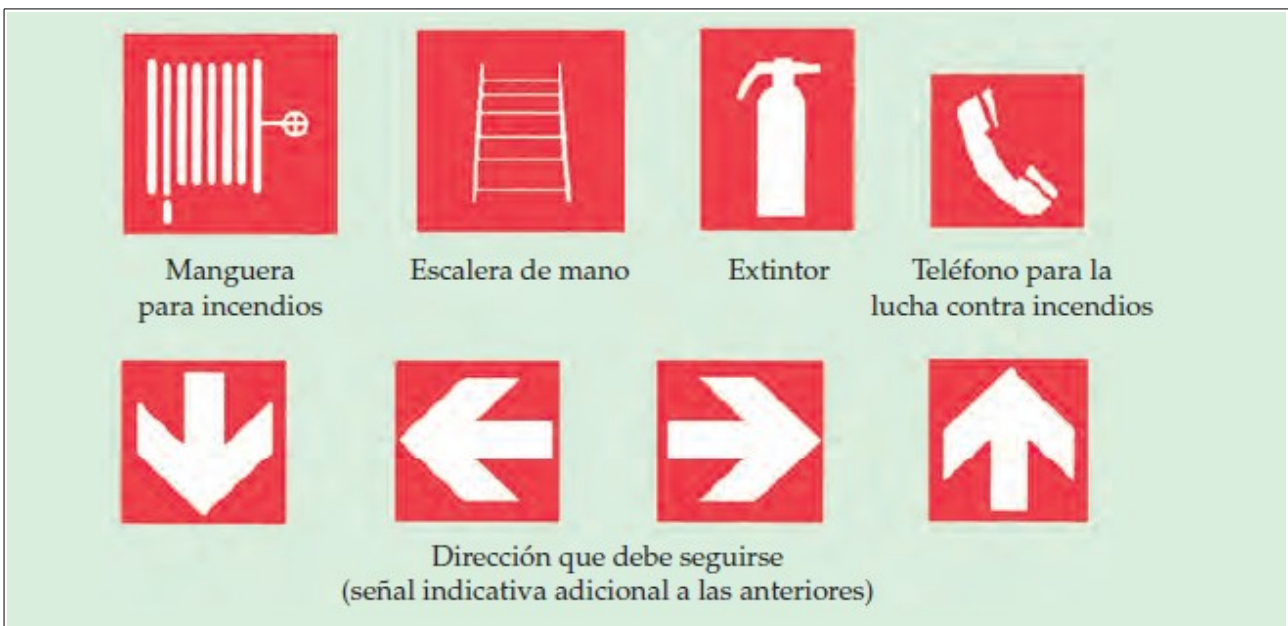 Manguera
para incendios
Escalera de mano
Extintor
Teléfono para la
lucha contra incendios
Dirección que debe seguirse
(señal indicativa adicional a las anteriores)